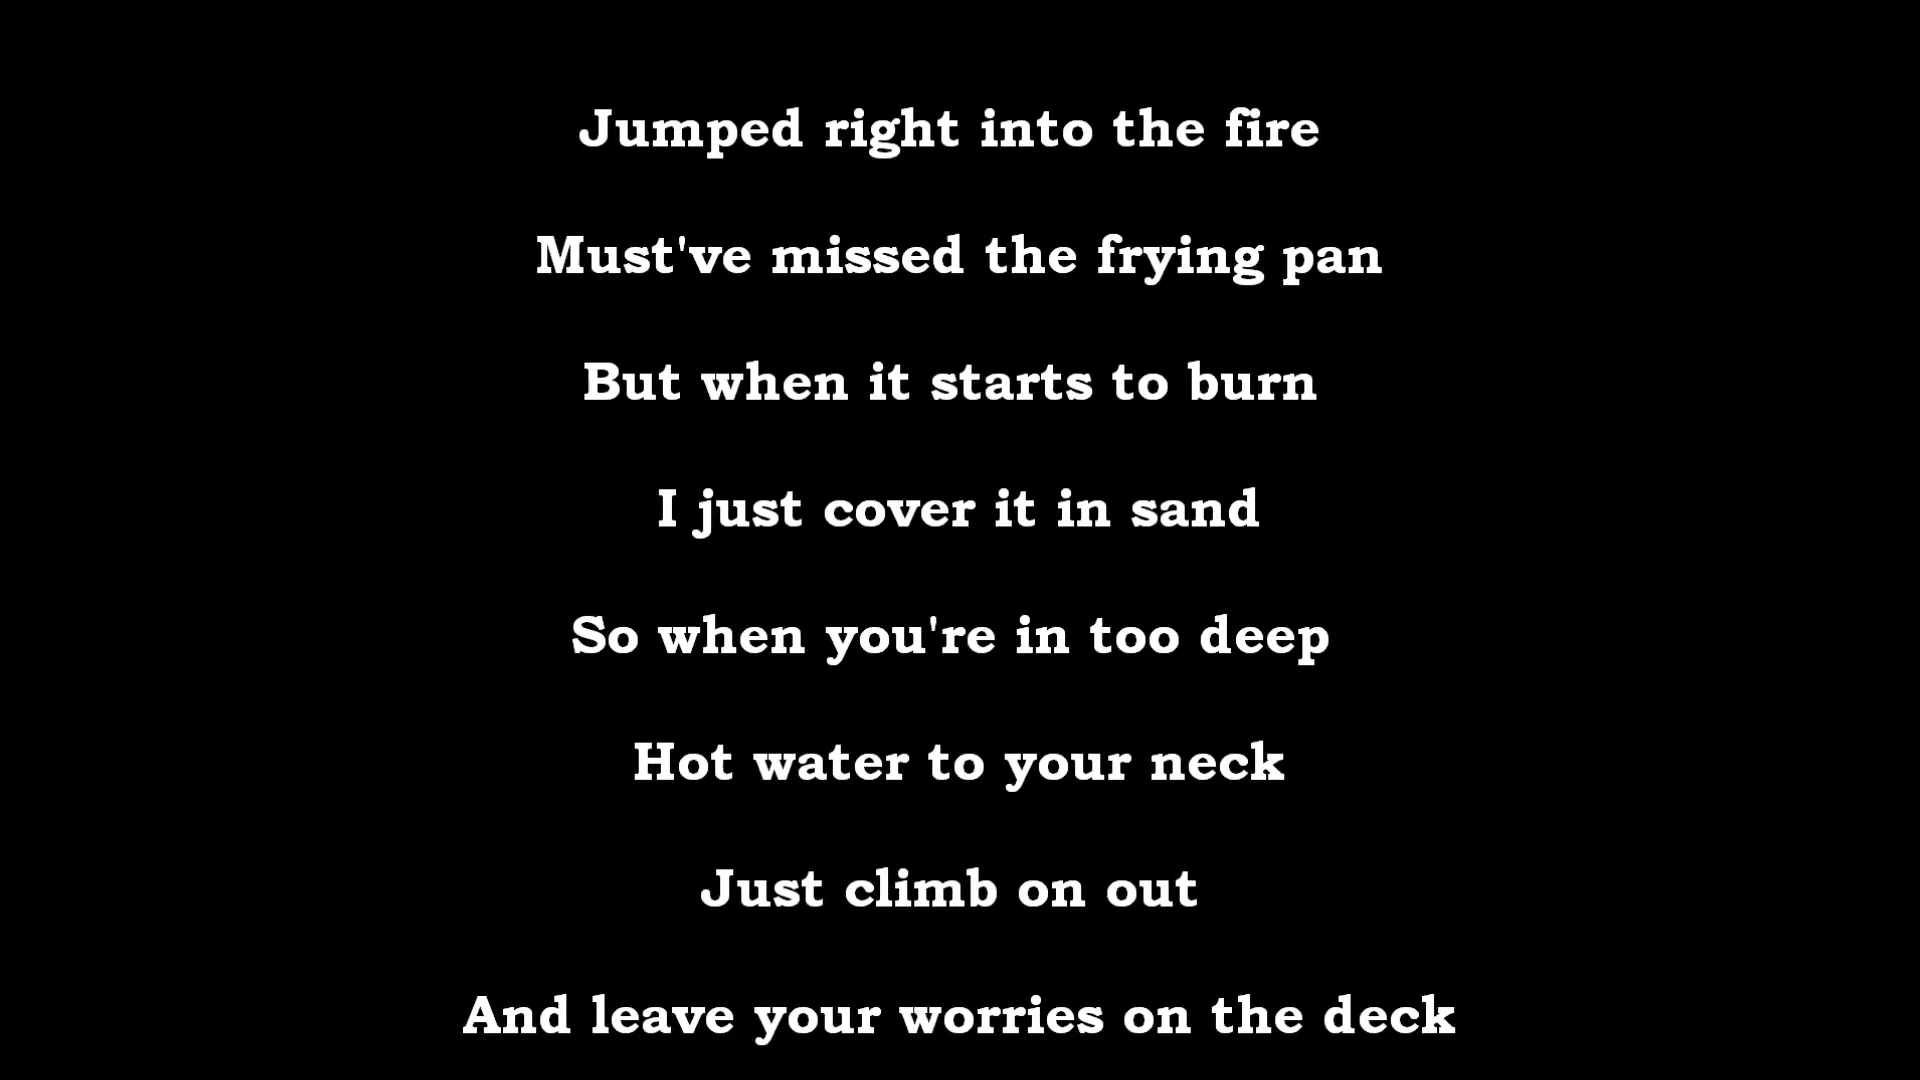 Jumped right into the fire
Must've missed the frying pan
But when it starts to burn
I just cover it in sand
So when you're in too deep
Hot water to your neck
Just climb on out
And leave your worries on the deck